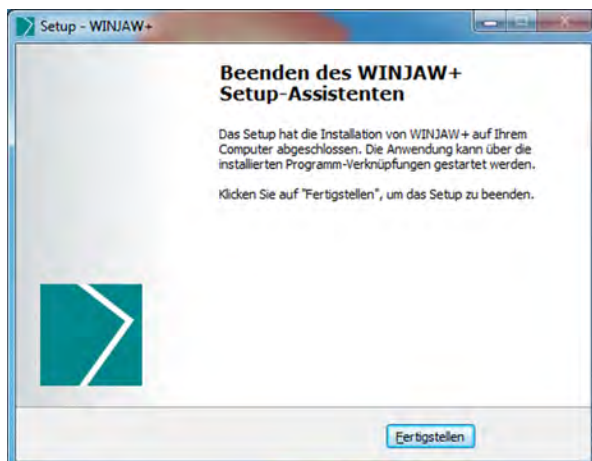 Setup - WINJAW+
Beenden des WINJAW+
Setup-Assistenten
Das Setup hat die Installation von WINJAW+ auf Ihrem
Computer abgeschlossen. Die Anwendung kann über die
installierten Programm-Verknüpfungen gestartet werden.
Klicken Sie auf "Fertigstellen", um das Setup zu beenden.
Fertigstellen